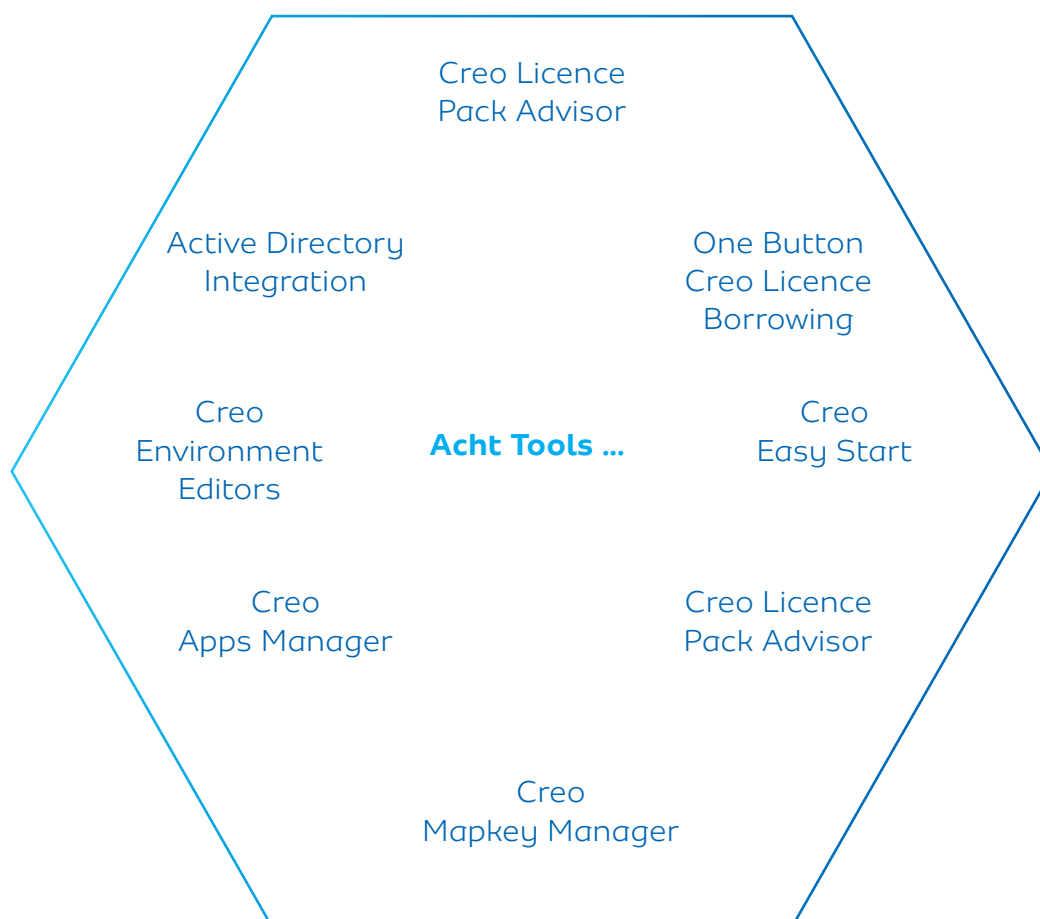 Creo Licence
Pack Advisor
Active Directory
Integration
One Button
Creo Licence
Borrowing
Creo
Environment
Editors
Acht Tools ...
Creo
Easy Start
Creo
Apps Manager
Creo Licence
Pack Advisor
Creo
Mapkey Manager